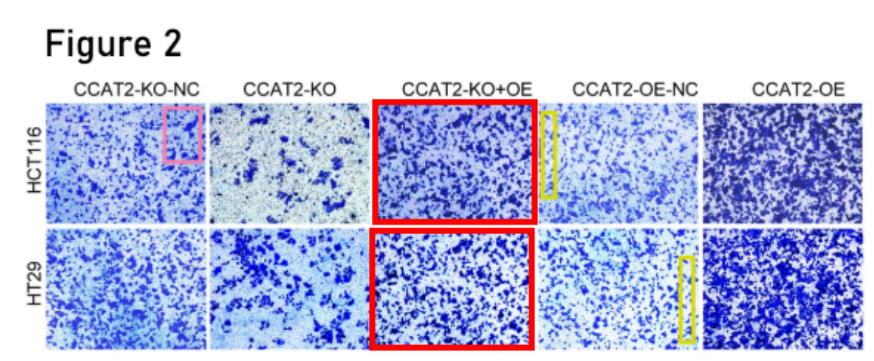 Figure 2
CCAT2-KO-NC CCAT2-KO CCAT2-KO+OE CCAT2-OE-NC CCAT2-OE
HCT116
HT29